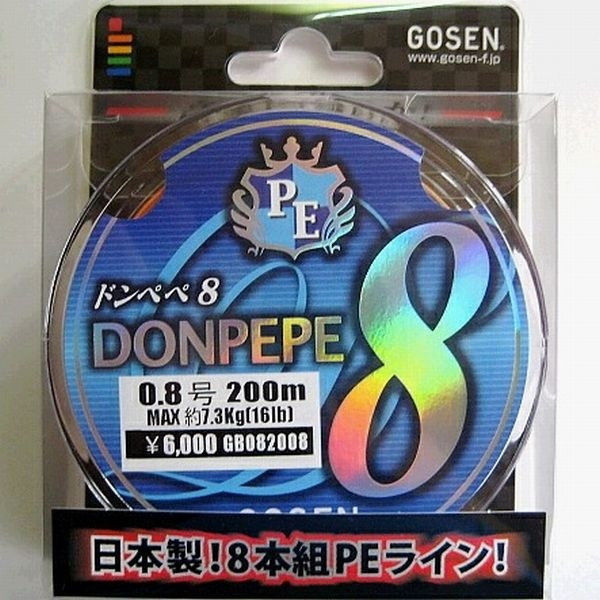 GOSEN®
www.gosen-f.jp
PE
ドンペペ 8
DONPEPE 8
0.8号 200m
MAX 約7.3Kg(16lb)
￥6,000 GB082008
GOSEN
日本製!8本組PEライン!